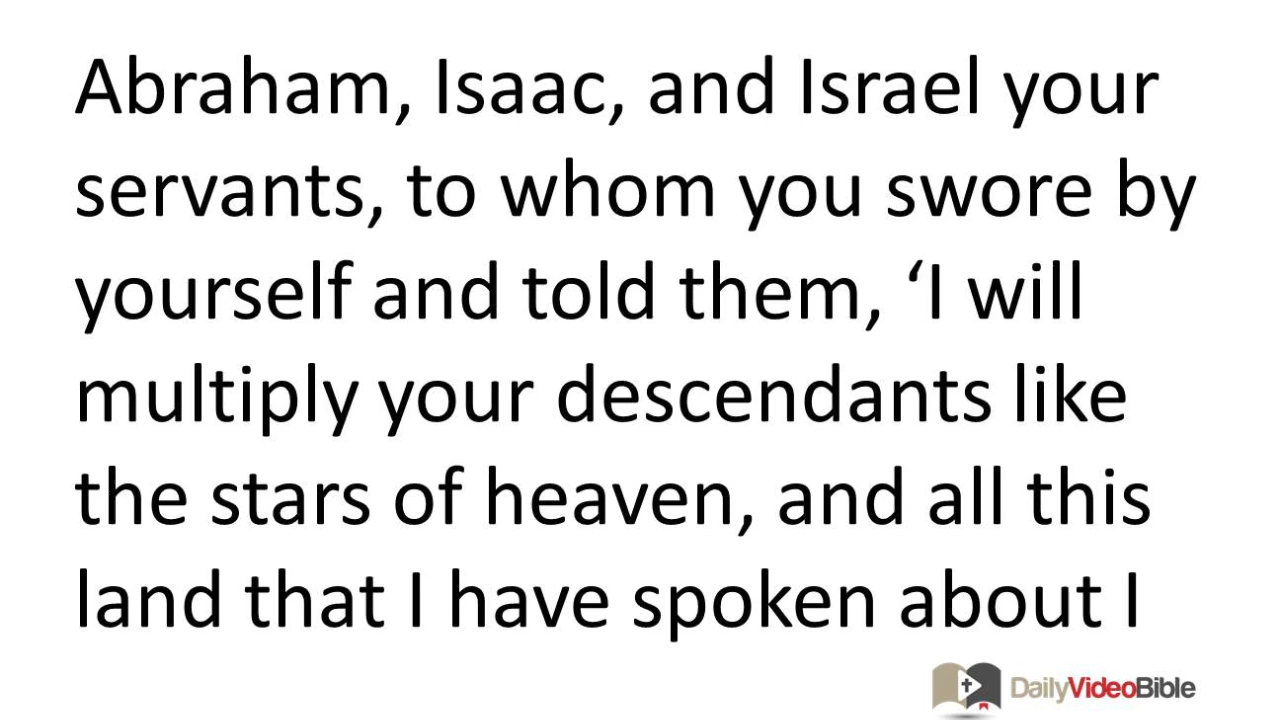 Abraham, Isaac, and Israel your
servants, to whom you swore by
yourself and told them, ‘I will
multiply your descendants like
the stars of heaven, and all this
land that I have spoken about I
DailyVideoBible